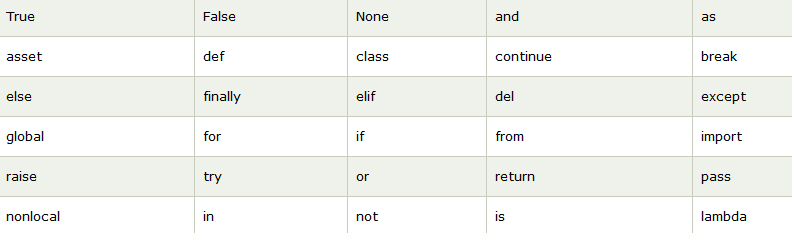 True False None and as
asset def class continue break
else finally elif del except
global for if from import
raise try or return pass
nonlocal in not is lambda